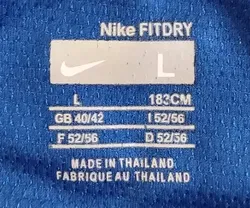 Nike FITDRY
L
L 183CM
GB 40/42 I 52/56
F 52/56 D 52/56
MADE IN THAILAND
FABRIQUE AU THAILAND